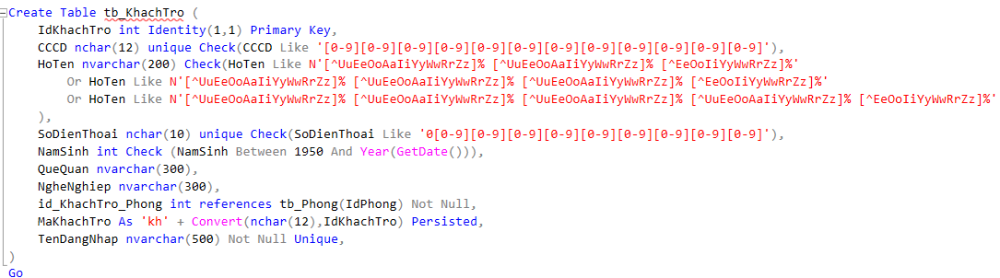 Create Table tb_KhachTro (
IdKhachTro int Identity(1,1) Primary Key,
CCCD nchar(12) unique Check(CCCD Like '[0-9][0-9][0-9][0-9][0-9][0-9][0-9][0-9][0-9][0-9][0-9][0-9]'),
HoTen nvarchar(200) Check(HoTen Like N'[^UuEeOoAaIiYyWwRrZz]% [^UuEeOoAaIiYyWwRrZz]% [^EeOoIiYyWwRrZz]%'
Or HoTen Like N'[^UuEeOoAaIiYyWwRrZz]% [^UuEeOoAaIiYyWwRrZz]% [^UuEeOoAaIiYyWwRrZz]% [^EeOoIiYyWwRrZz]%'
Or HoTen Like N'[^UuEeOoAaIiYyWwRrZz]% [^UuEeOoAaIiYyWwRrZz]% [^UuEeOoAaIiYyWwRrZz]% [^UuEeOoAaIiYyWwRrZz]% [^EeOoIiYyWwRrZz]%'
),
SoDienThoai nchar(10) unique Check(SoDienThoai Like '0[0-9][0-9][0-9][0-9][0-9][0-9][0-9][0-9][0-9]'),
NamSinh int Check (NamSinh Between 1950 And Year(GetDate())),
QueQuan nvarchar(300),
NgheNghiep nvarchar(300),
id_KhachTro_Phong int references tb_Phong(IdPhong) Not Null,
MaKhachTro As 'kh' + Convert(nchar(12),IdKhachTro) Persisted,
TenDangNhap nvarchar(500) Not Null Unique,
)
Go